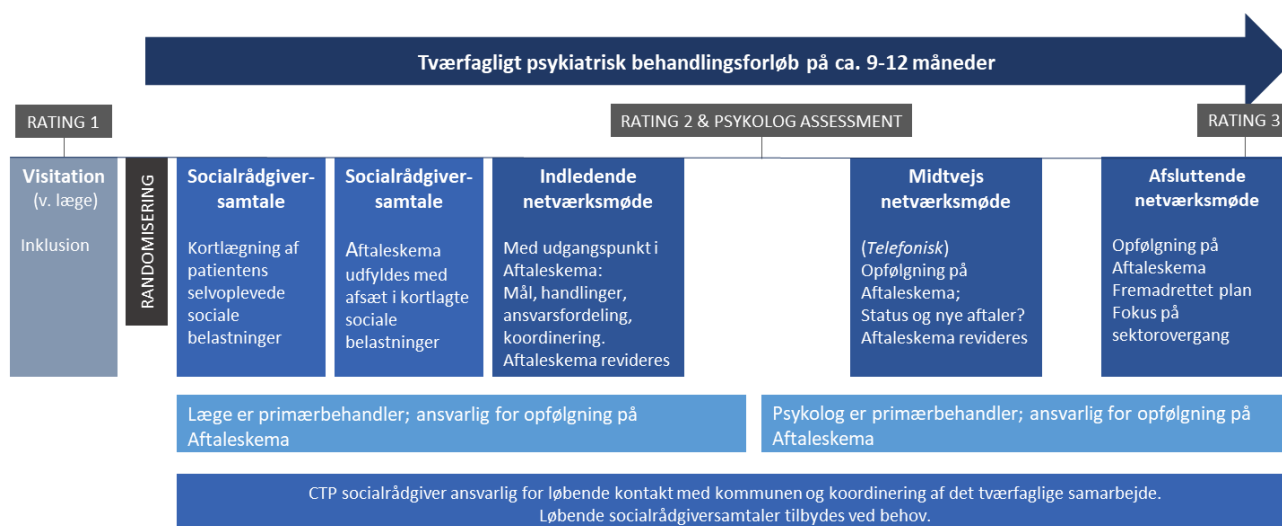 Tværfagligt psykiatrisk behandlingsforløb på ca. 9-12 måneder
RATING 1
RATING 2 & PSYKOLOG ASSESSMENT
RATING 3
Visitation
(v. læge)
Inklusion
RANDOMISERING
Socialrådgiver-
samtale
Kortlægning af
patientens
selvoplevede
sociale
belastninger
Socialrådgiver-
samtale
Aftaleskema
udfyldes med
afsæt i kortlagte
sociale
belastninger
Indledende
netværksmøde
Med udgangspunkt i
Aftaleskema:
Mål, handlinger,
ansvarsfordeling,
koordinering.
Aftaleskema revideres
Midtvejs
netværksmøde
(Telefonisk)
Opfølgning på
Aftaleskema;
Status og nye aftaler?
Aftaleskema revideres
Afsluttende
netværksmøde
Opfølgning på
Aftaleskema
Fremadrettet plan
Fokus på
sektorovergang
Læge er primærbehandler; ansvarlig for opfølgning på
Aftaleskema
Psykolog er primærbehandler; ansvarlig for opfølgning på
Aftaleskema
CTP socialrådgiver ansvarlig for løbende kontakt med kommunen og koordinering af det tværfaglige samarbejde.
Løbende socialrådgiversamtaler tilbydes ved behov.